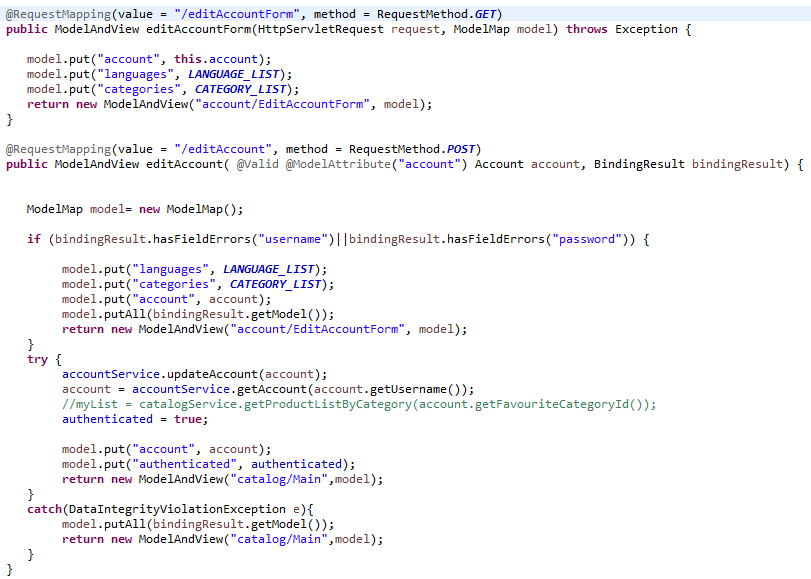 @RequestMapping(value = "/editAccountForm", method = RequestMethod.GET)
public ModelAndView editAccountForm(HttpServletRequest request, ModelMap model) throws Exception {
model.put("account", this.account);
model.put("languages", LANGUAGE_LIST);
model.put("categories", CATEGORY_LIST);
return new ModelAndView("account/EditAccountForm", model);
}
@RequestMapping(value = "/editAccount", method = RequestMethod.POST)
public ModelAndView editAccount( @Valid @ModelAttribute("account") Account account, BindingResult bindingResult) {
ModelMap model= new ModelMap();
if (bindingResult.hasFieldErrors("username")||bindingResult.hasFieldErrors("password")) {
model.put("languages", LANGUAGE_LIST);
model.put("categories", CATEGORY_LIST);
model.put("account", account);
model.putAll(bindingResult.getModel());
return new ModelAndView("account/EditAccountForm", model);
}
try {
accountService.updateAccount(account);
account = accountService.getAccount(account.getUsername());
//myList = catalogService.getProductListByCategory(account.getFavouriteCategoryId());
authenticated = true;
model.put("account", account);
model.put("authenticated", authenticated);
return new ModelAndView("catalog/Main",model);
}
catch(DataIntegrityViolationException e){
model.putAll(bindingResult.getModel());
return new ModelAndView("catalog/Main",model);
}
}